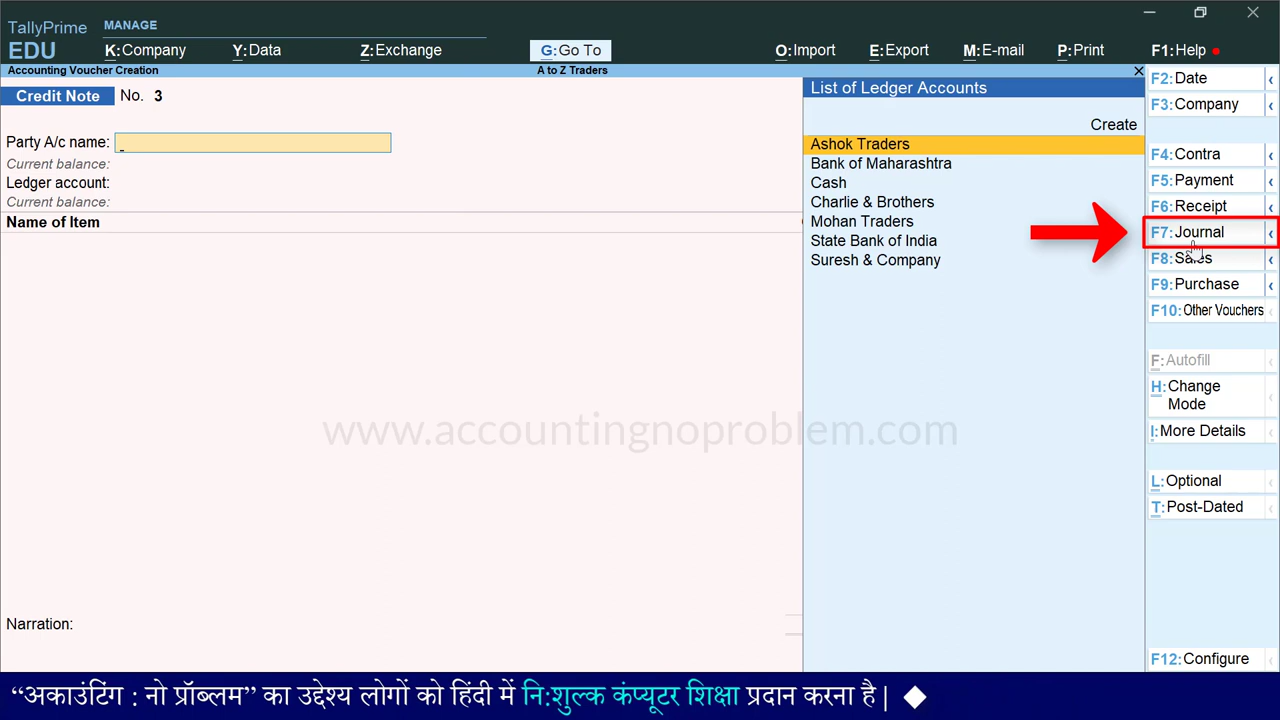 TallyPrime MANAGE
EDU K:Company Y:Data Z:Exchange G:Go To O:Import E:Export M:E-mail P:Print F1:Help
Accounting Voucher Creation A to Z Traders
Credit Note No. 3
Party A/c name:
Current balance:
Ledger account:
Current balance:
Name of Item
Narration:
List of Ledger Accounts
Create
Ashok Traders
Bank of Maharashtra
Cash
Charlie & Brothers
Mohan Traders
State Bank of India
Suresh & Company
F2:Date
F3:Company
F4:Contra
F5:Payment
F6:Receipt
F7:Journal
F8:Sales
F9:Purchase
F10:Other Vouchers
F:Autofill
H:Change
Mode
I:More Details
L:Optional
T:Post-Dated
F12:Configure
www.accountingnoproblem.com
“अकाउंटिंग : नो प्रॉब्लम” का उद्देश्य लोगों को हिंदी में नि:शुल्क कंप्यूटर शिक्षा प्रदान करना है |